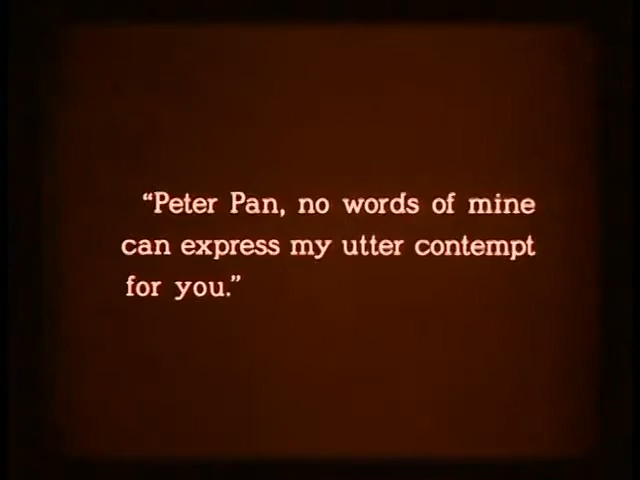 “Peter Pan, no words of mine
can express my utter contempt
for you.”